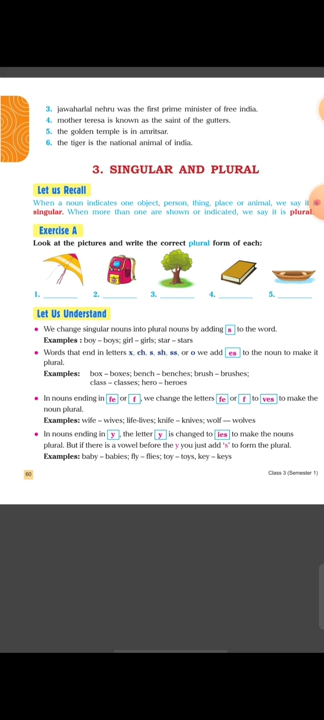 3. jawaharlal nehru was the first prime minister of free india.
4. mother teresa is known as the saint of the gutters.
5. the golden temple is in amritsar.
6. the tiger is the national animal of india.
3. SINGULAR AND PLURAL
Let us Recall
When a noun indicates one object, person, thing, place or animal, we say it is
singular. When more than one are shown or indicated, we say it is plural.
Exercise A
Look at the pictures and write the correct plural form of each:
1. ________ 2. ________ 3. ________ 4. ________ 5. ________
Let Us Understand
• We change singular nouns into plural nouns by adding s to the word.
Examples : boy – boys; girl – girls; star – stars
• Words that end in letters x, ch, s, sh, ss, or o we add es to the noun to make it
plural.
Examples: box – boxes; bench – benches; brush – brushes;
class – classes; hero – heroes
• In nouns ending in fe or f, we change the letters fe or f to ves to make the
noun plural.
Examples: wife – wives; life-lives; knife – knives; wolf — wolves
• In nouns ending in y, the letter y is changed to ies to make the nouns
plural. But if there is a vowel before the y you just add 's' to form the plural.
Examples: baby – babies; fly – flies; toy – toys, key – keys
60
Class 3 (Semester 1)